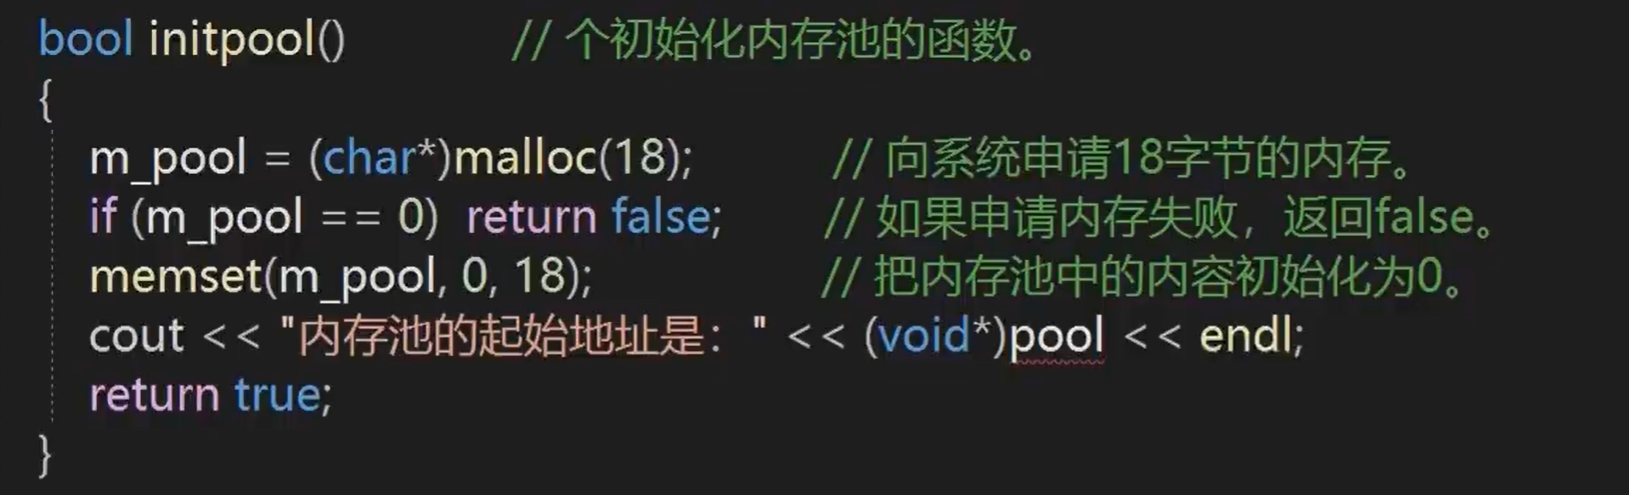 bool initpool()          // 个初始化内存池的函数。
{
    m_pool = (char*)malloc(18);          // 向系统申请18字节的内存。
    if (m_pool == 0)  return false;      // 如果申请内存失败，返回false。
    memset(m_pool, 0, 18);               // 把内存池中的内容初始化为0。
    cout << "内存池的起始地址是：" << (void*)pool << endl;
    return true;
}